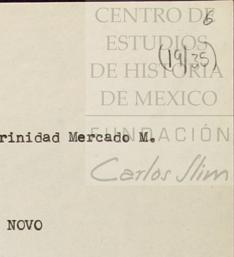 CENTRO DE
6
ESTUDIOS
(19/35)
DE HISTORIA
DE MEXICO
rinidad Mercado M.
FUNDACIÓN
Carlos Slim
NOVO